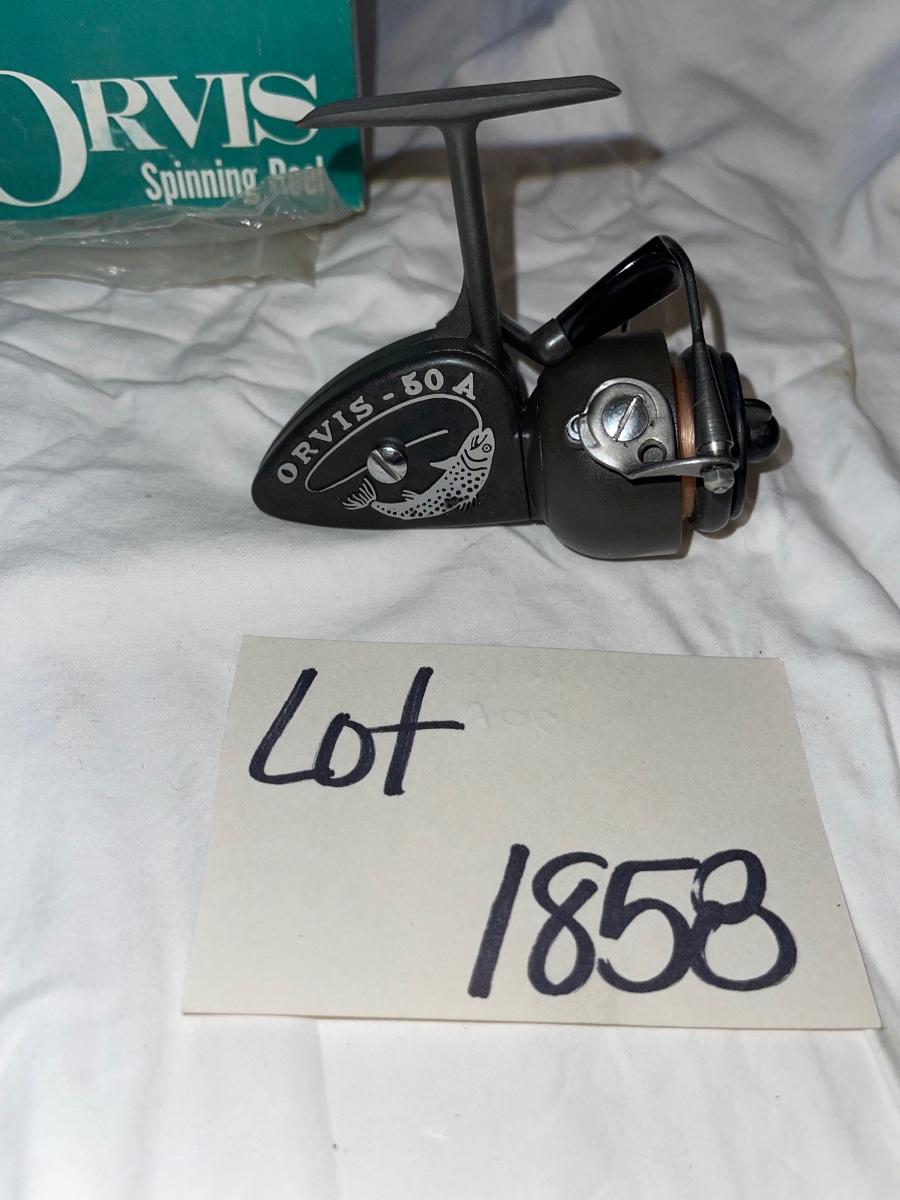 ORVIS
Spinning Reel
ORVIS - 50 A
Lot
1858